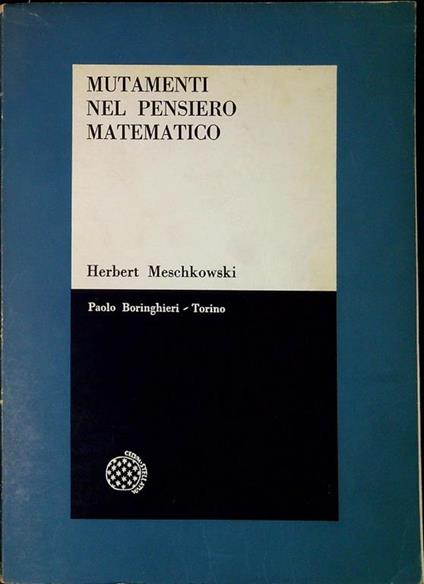 MUTAMENTI
NEL PENSIERO
MATEMATICO
Herbert Meschkowski
Paolo Boringhieri - Torino